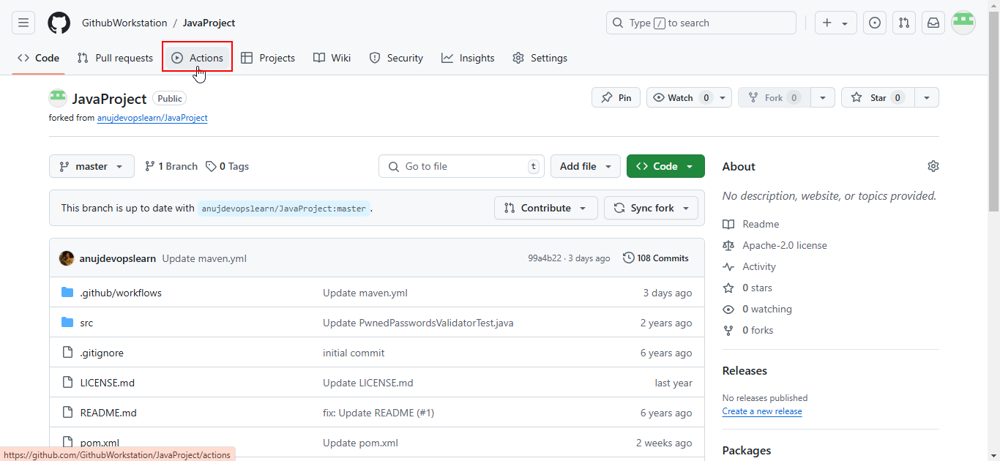 GithubWorkstation / JavaProject
Type / to search
Code Pull requests Actions Projects Wiki Security Insights Settings
JavaProject Public
Pin Watch 0 Fork 0 Star 0
forked from anujdevopslearn/JavaProject
master 1 Branch 0 Tags Go to file t Add file Code
This branch is up to date with anujdevopslearn/JavaProject:master .
Contribute Sync fork
anujdevopslearn Update maven.yml 99a4b22 · 3 days ago 108 Commits
.github/workflows Update maven.yml 3 days ago
src Update PwnedPasswordsValidatorTest.java 2 years ago
.gitignore initial commit 6 years ago
LICENSE.md Update LICENSE.md last year
README.md fix: Update README (#1) 6 years ago
pom.xml Update pom.xml 2 weeks ago
About
No description, website, or topics provided.
Readme
Apache-2.0 license
Activity
0 stars
0 watching
0 forks
Releases
No releases published
Create a new release
Packages
https://github.com/GithubWorkstation/JavaProject/actions